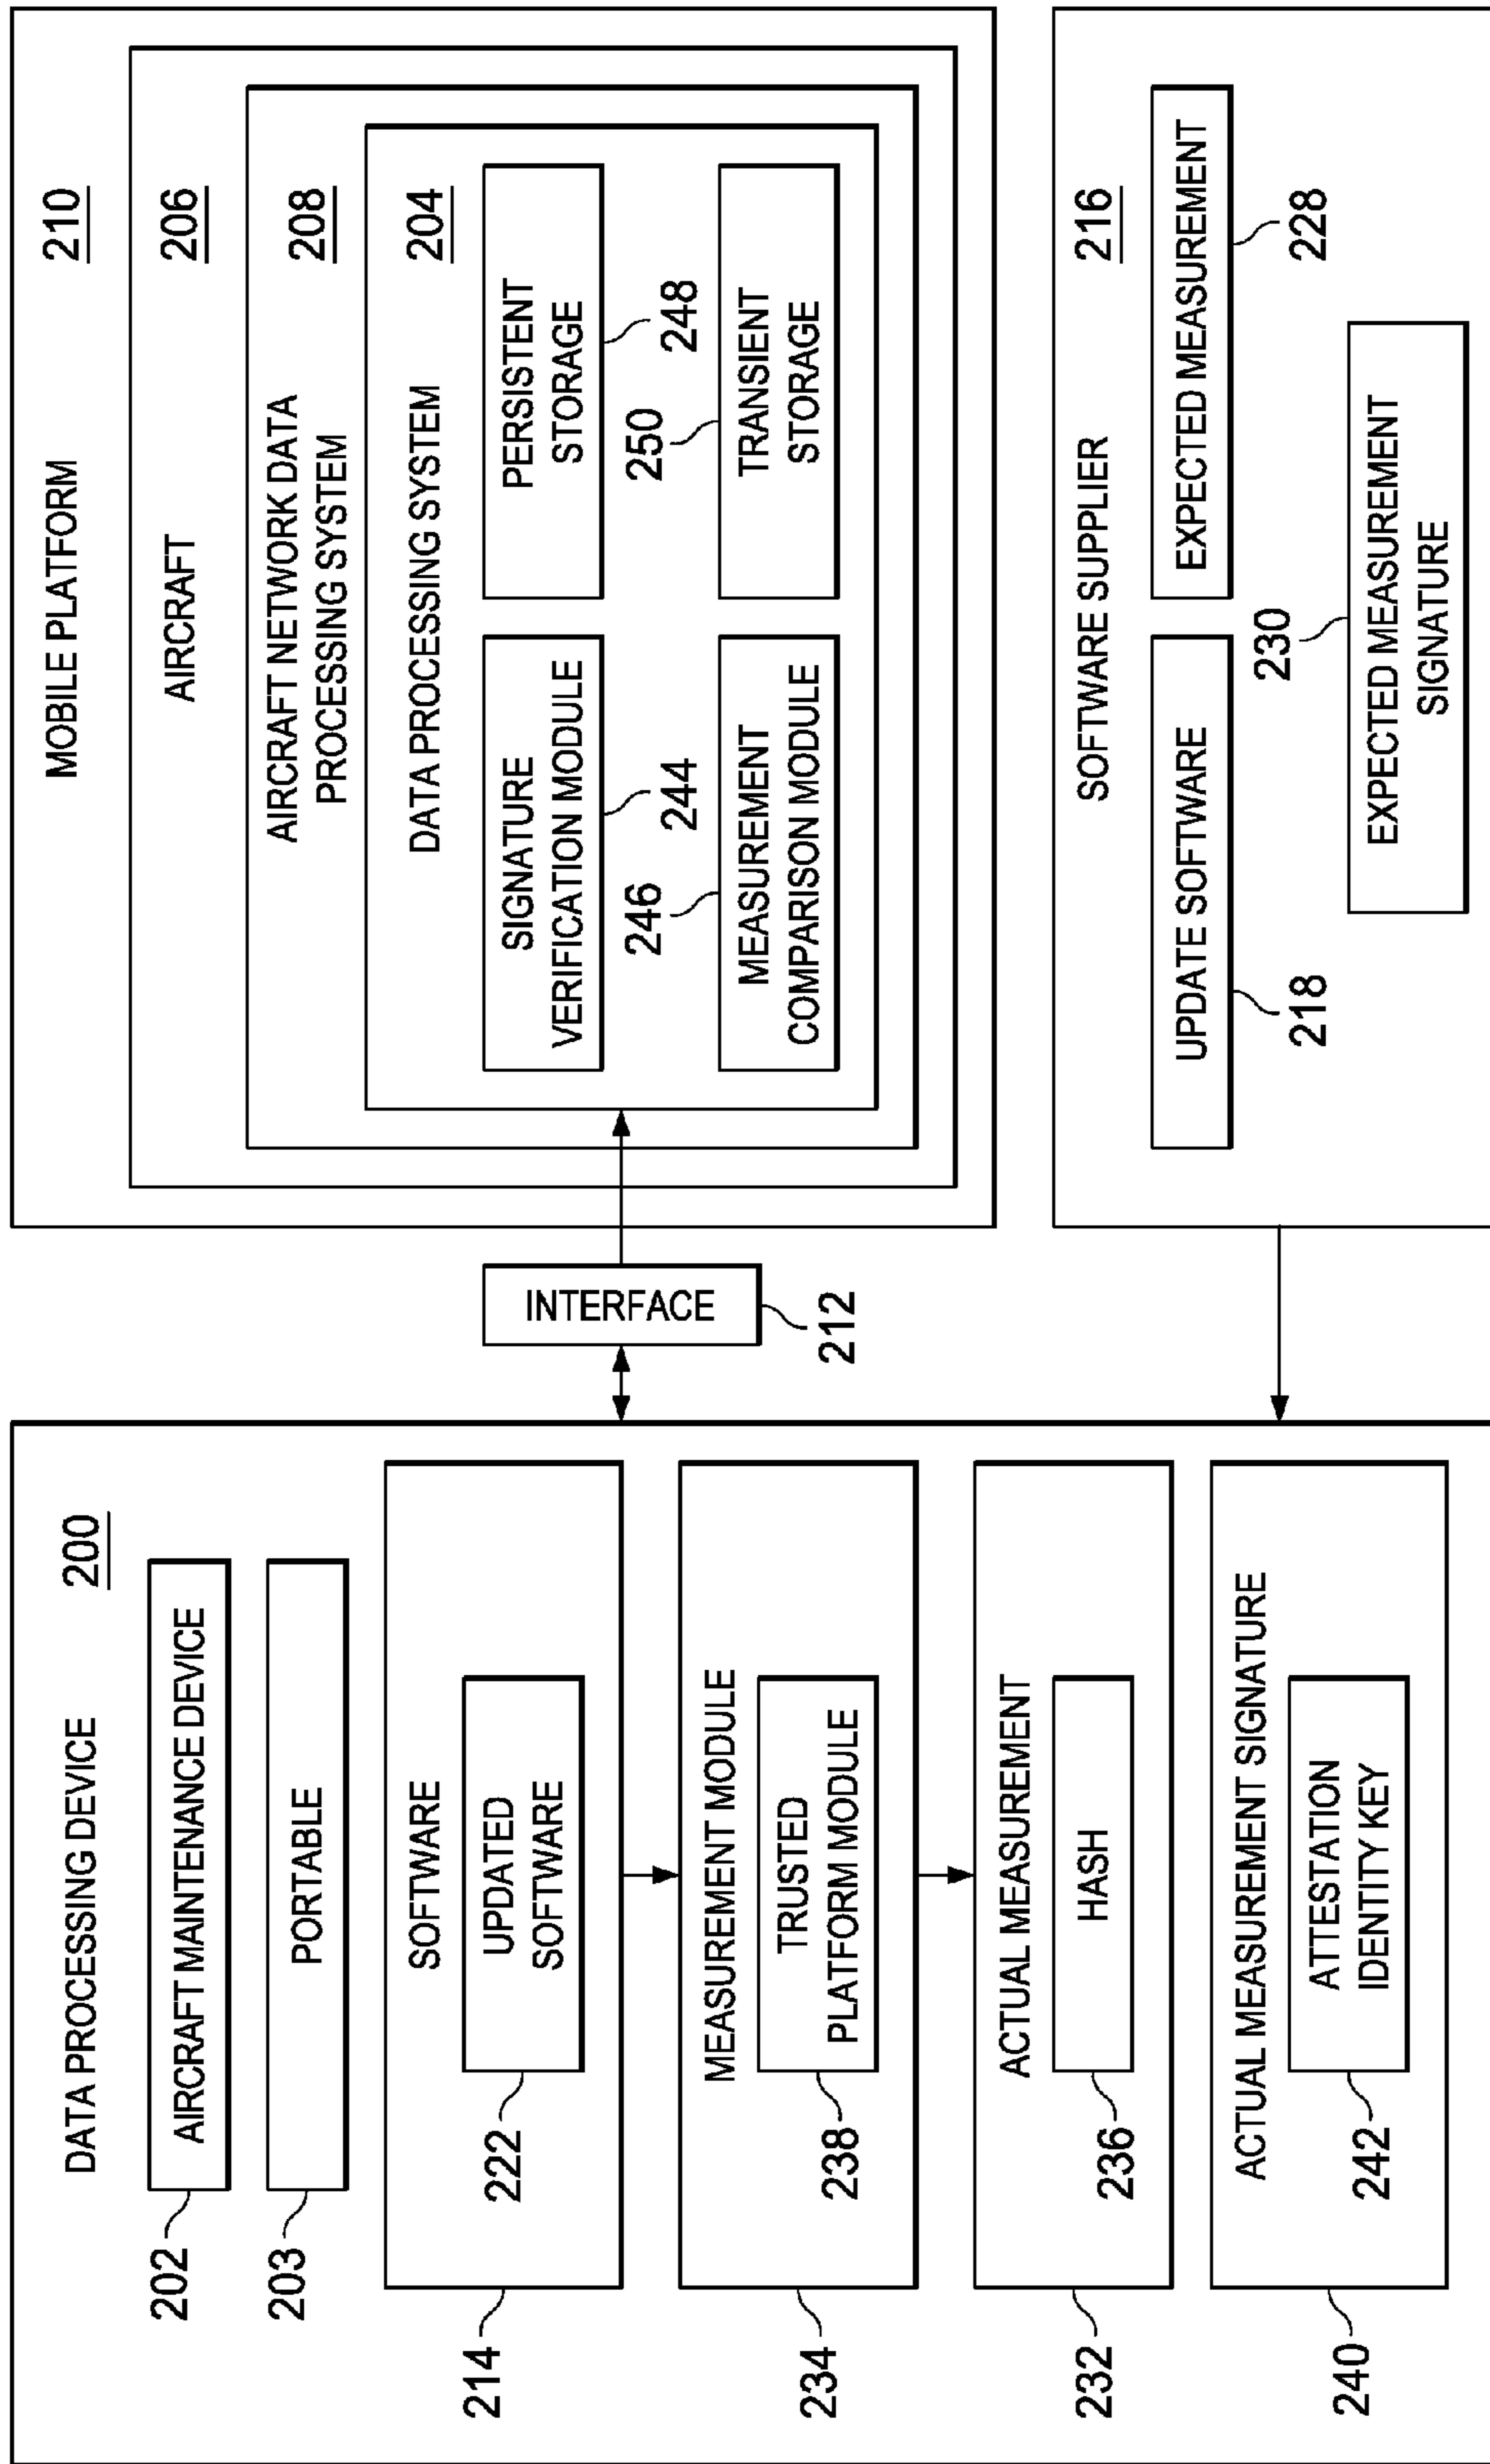 DATA PROCESSING DEVICE
200
AIRCRAFT MAINTENANCE DEVICE
202
PORTABLE
203
SOFTWARE
UPDATED
SOFTWARE
222
214
MEASUREMENT MODULE
TRUSTED
PLATFORM MODULE
238
234
ACTUAL MEASUREMENT
HASH
236
232
ACTUAL MEASUREMENT SIGNATURE
ATTESTATION
IDENTITY KEY
242
240
INTERFACE
212
MOBILE PLATFORM
210
AIRCRAFT
206
AIRCRAFT NETWORK DATA
PROCESSING SYSTEM
208
DATA PROCESSING SYSTEM
204
SIGNATURE
VERIFICATION MODULE
244
PERSISTENT
STORAGE
248
246
MEASUREMENT
COMPARISON MODULE
250
TRANSIENT
STORAGE
SOFTWARE SUPPLIER
216
UPDATE SOFTWARE
218
EXPECTED MEASUREMENT
228
230
EXPECTED MEASUREMENT
SIGNATURE